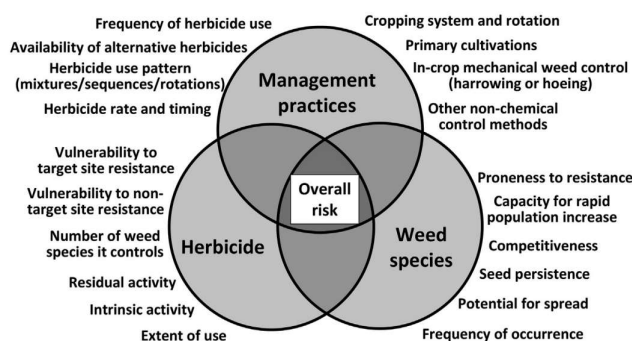 Frequency of herbicide use
Availability of alternative herbicides
Herbicide use pattern
(mixtures/sequences/rotations)
Herbicide rate and timing
Cropping system and rotation
Primary cultivations
In-crop mechanical weed control
(harrowing or hoeing)
Other non-chemical
control methods
Management
practices
Vulnerability to
target site resistance
Vulnerability to non-
target site resistance
Number of weed
species it controls
Residual activity
Intrinsic activity
Extent of use
Herbicide
Overall
risk
Weed
species
Proneness to resistance
Capacity for rapid
population increase
Competitiveness
Seed persistence
Potential for spread
Frequency of occurrence